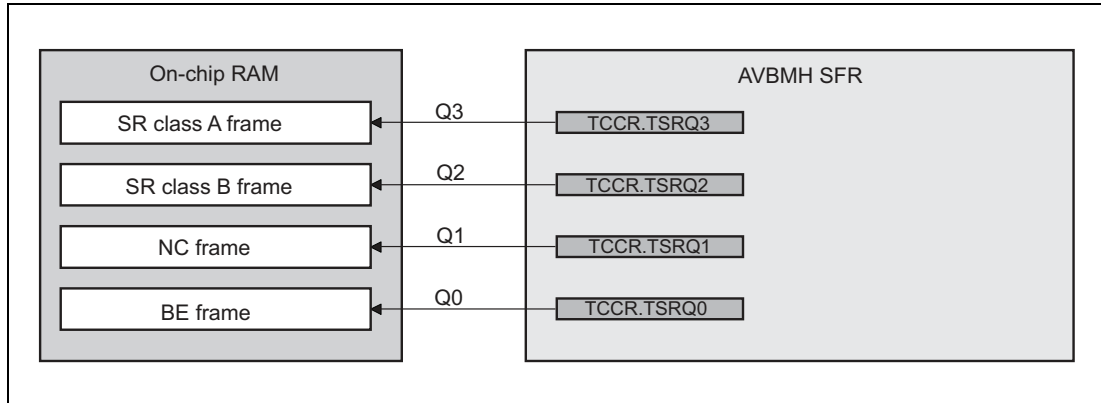 On-chip RAM
AVBMH SFR
SR class A frame
Q3
TCCR.TSRQ3
SR class B frame
Q2
TCCR.TSRQ2
NC frame
Q1
TCCR.TSRQ1
BE frame
Q0
TCCR.TSRQ0